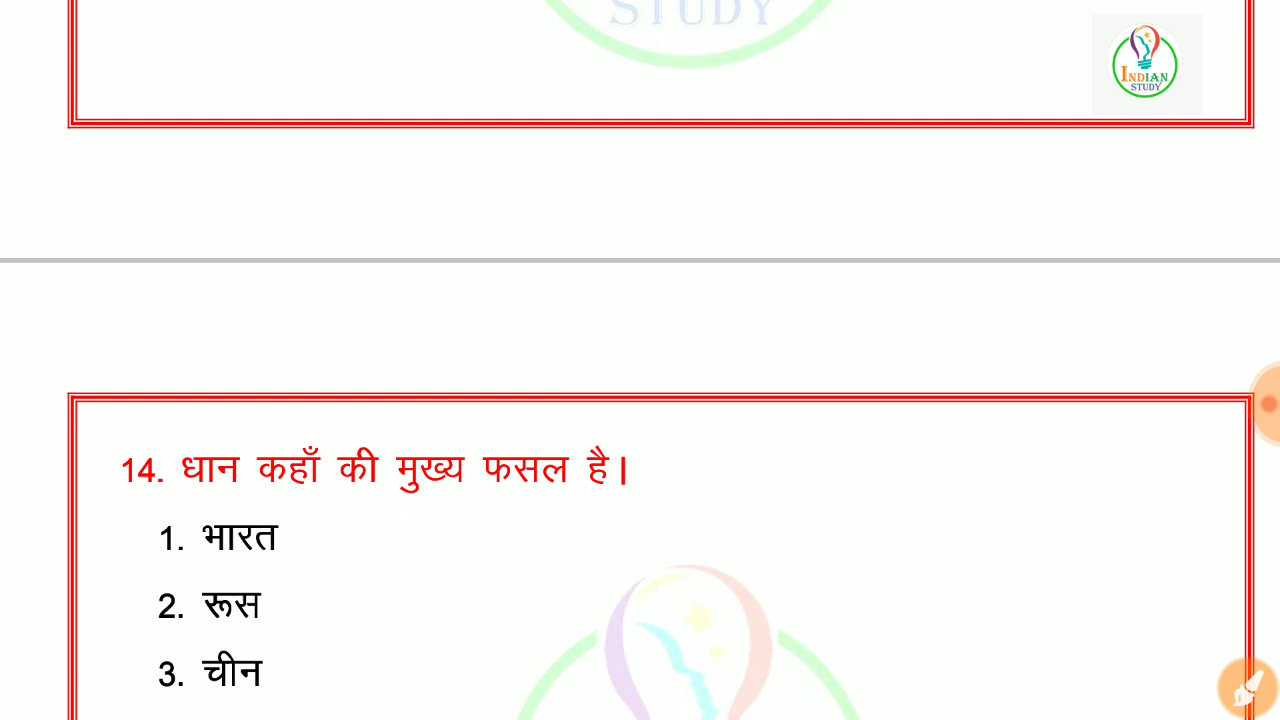 STUDY
INDIAN
STUDY
14. धान कहाँ की मुख्य फसल है।
1. भारत
2. रूस
3. चीन